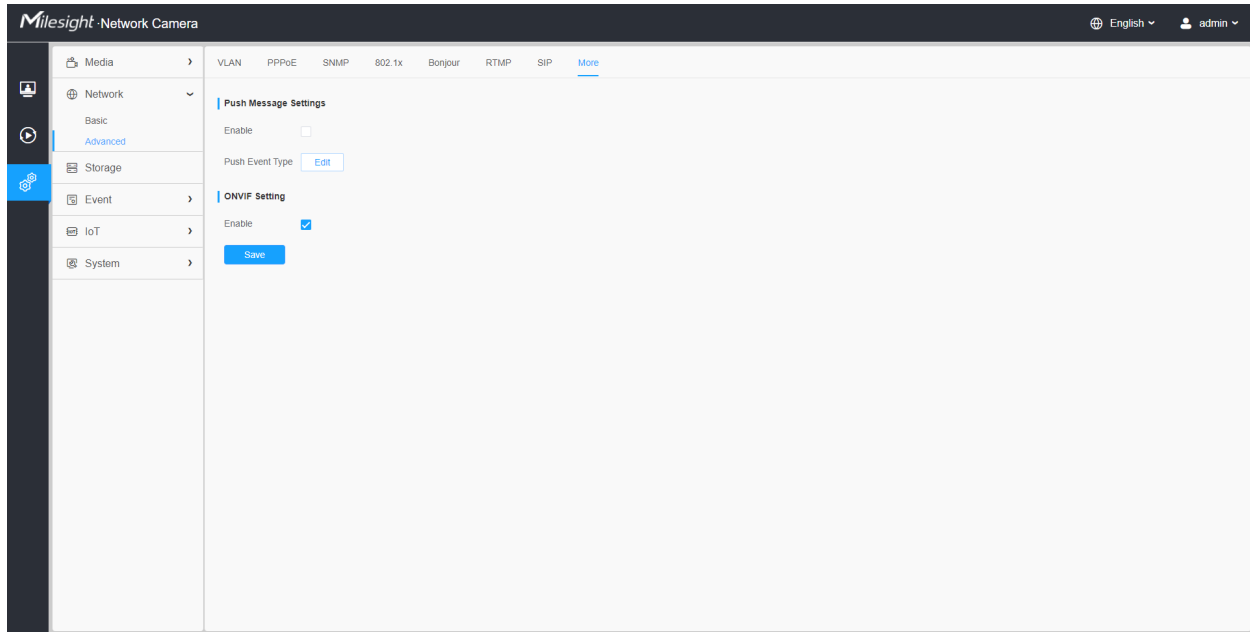 Milesight · Network Camera
English
admin
Media
Network
Basic
Advanced
Storage
Event
IoT
System
VLAN PPPoE SNMP 802.1x Bonjour RTMP SIP More
Push Message Settings
Enable
Push Event Type Edit
ONVIF Setting
Enable
Save